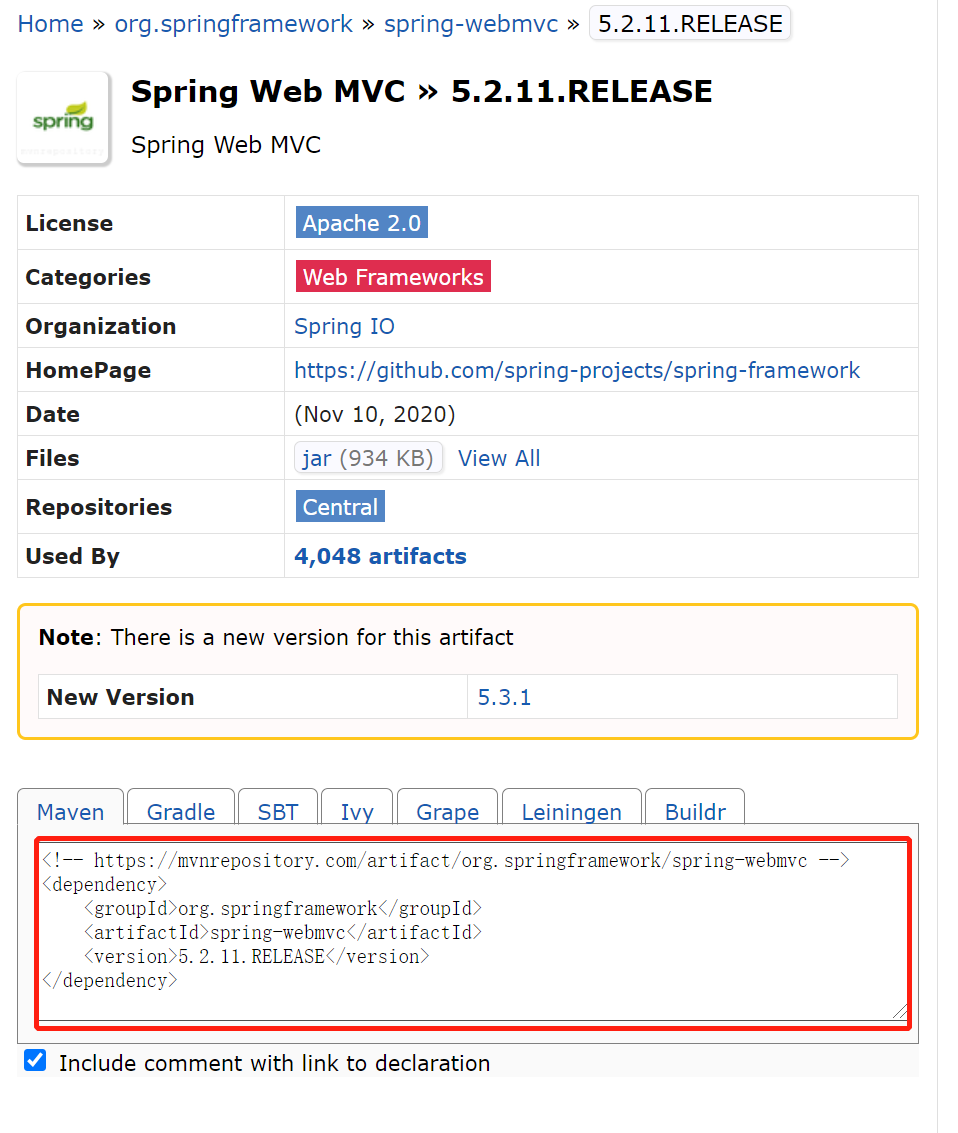 Home » org.springframework » spring-webmvc » 5.2.11.RELEASE
spring
Spring Web MVC » 5.2.11.RELEASE
Spring Web MVC
License Apache 2.0
Categories Web Frameworks
Organization Spring IO
HomePage https://github.com/spring-projects/spring-framework
Date (Nov 10, 2020)
Files jar (934 KB) View All
Repositories Central
Used By 4,048 artifacts
Note: There is a new version for this artifact
New Version 5.3.1
Maven Gradle SBT Ivy Grape Leiningen Buildr
<!-- https://mvnrepository.com/artifact/org.springframework/spring-webmvc -->
<dependency>
    <groupId>org.springframework</groupId>
    <artifactId>spring-webmvc</artifactId>
    <version>5.2.11.RELEASE</version>
</dependency>
Include comment with link to declaration